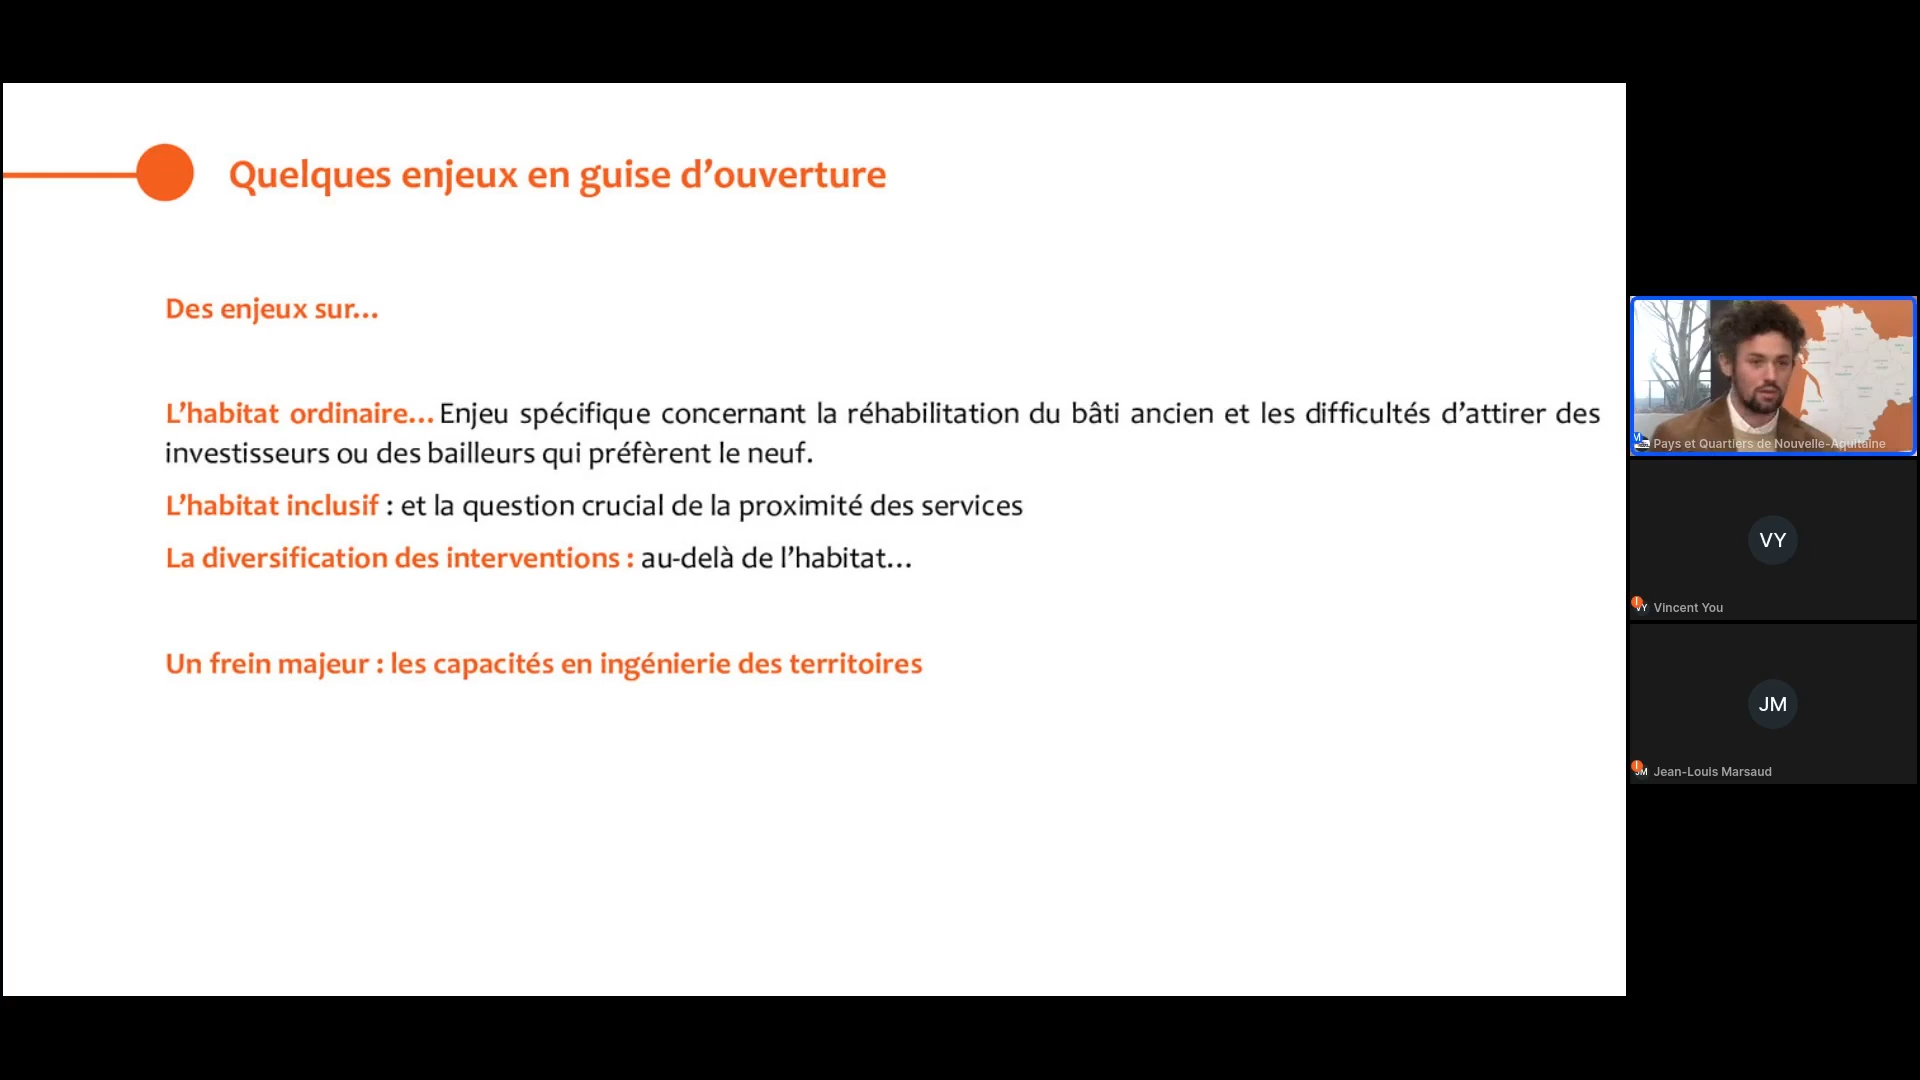 Quelques enjeux en guise d’ouverture
Des enjeux sur...
L’habitat ordinaire... Enjeu spécifique concernant la réhabilitation du bâti ancien et les difficultés d’attirer des
investisseurs ou des bailleurs qui préfèrent le neuf.
L’habitat inclusif : et la question crucial de la proximité des services
La diversification des interventions : au-delà de l’habitat...
Un frein majeur : les capacités en ingénierie des territoires
Pays et Quartiers de Nouvelle-Aquitaine
VY
Vincent You
JM
Jean-Louis Marsaud